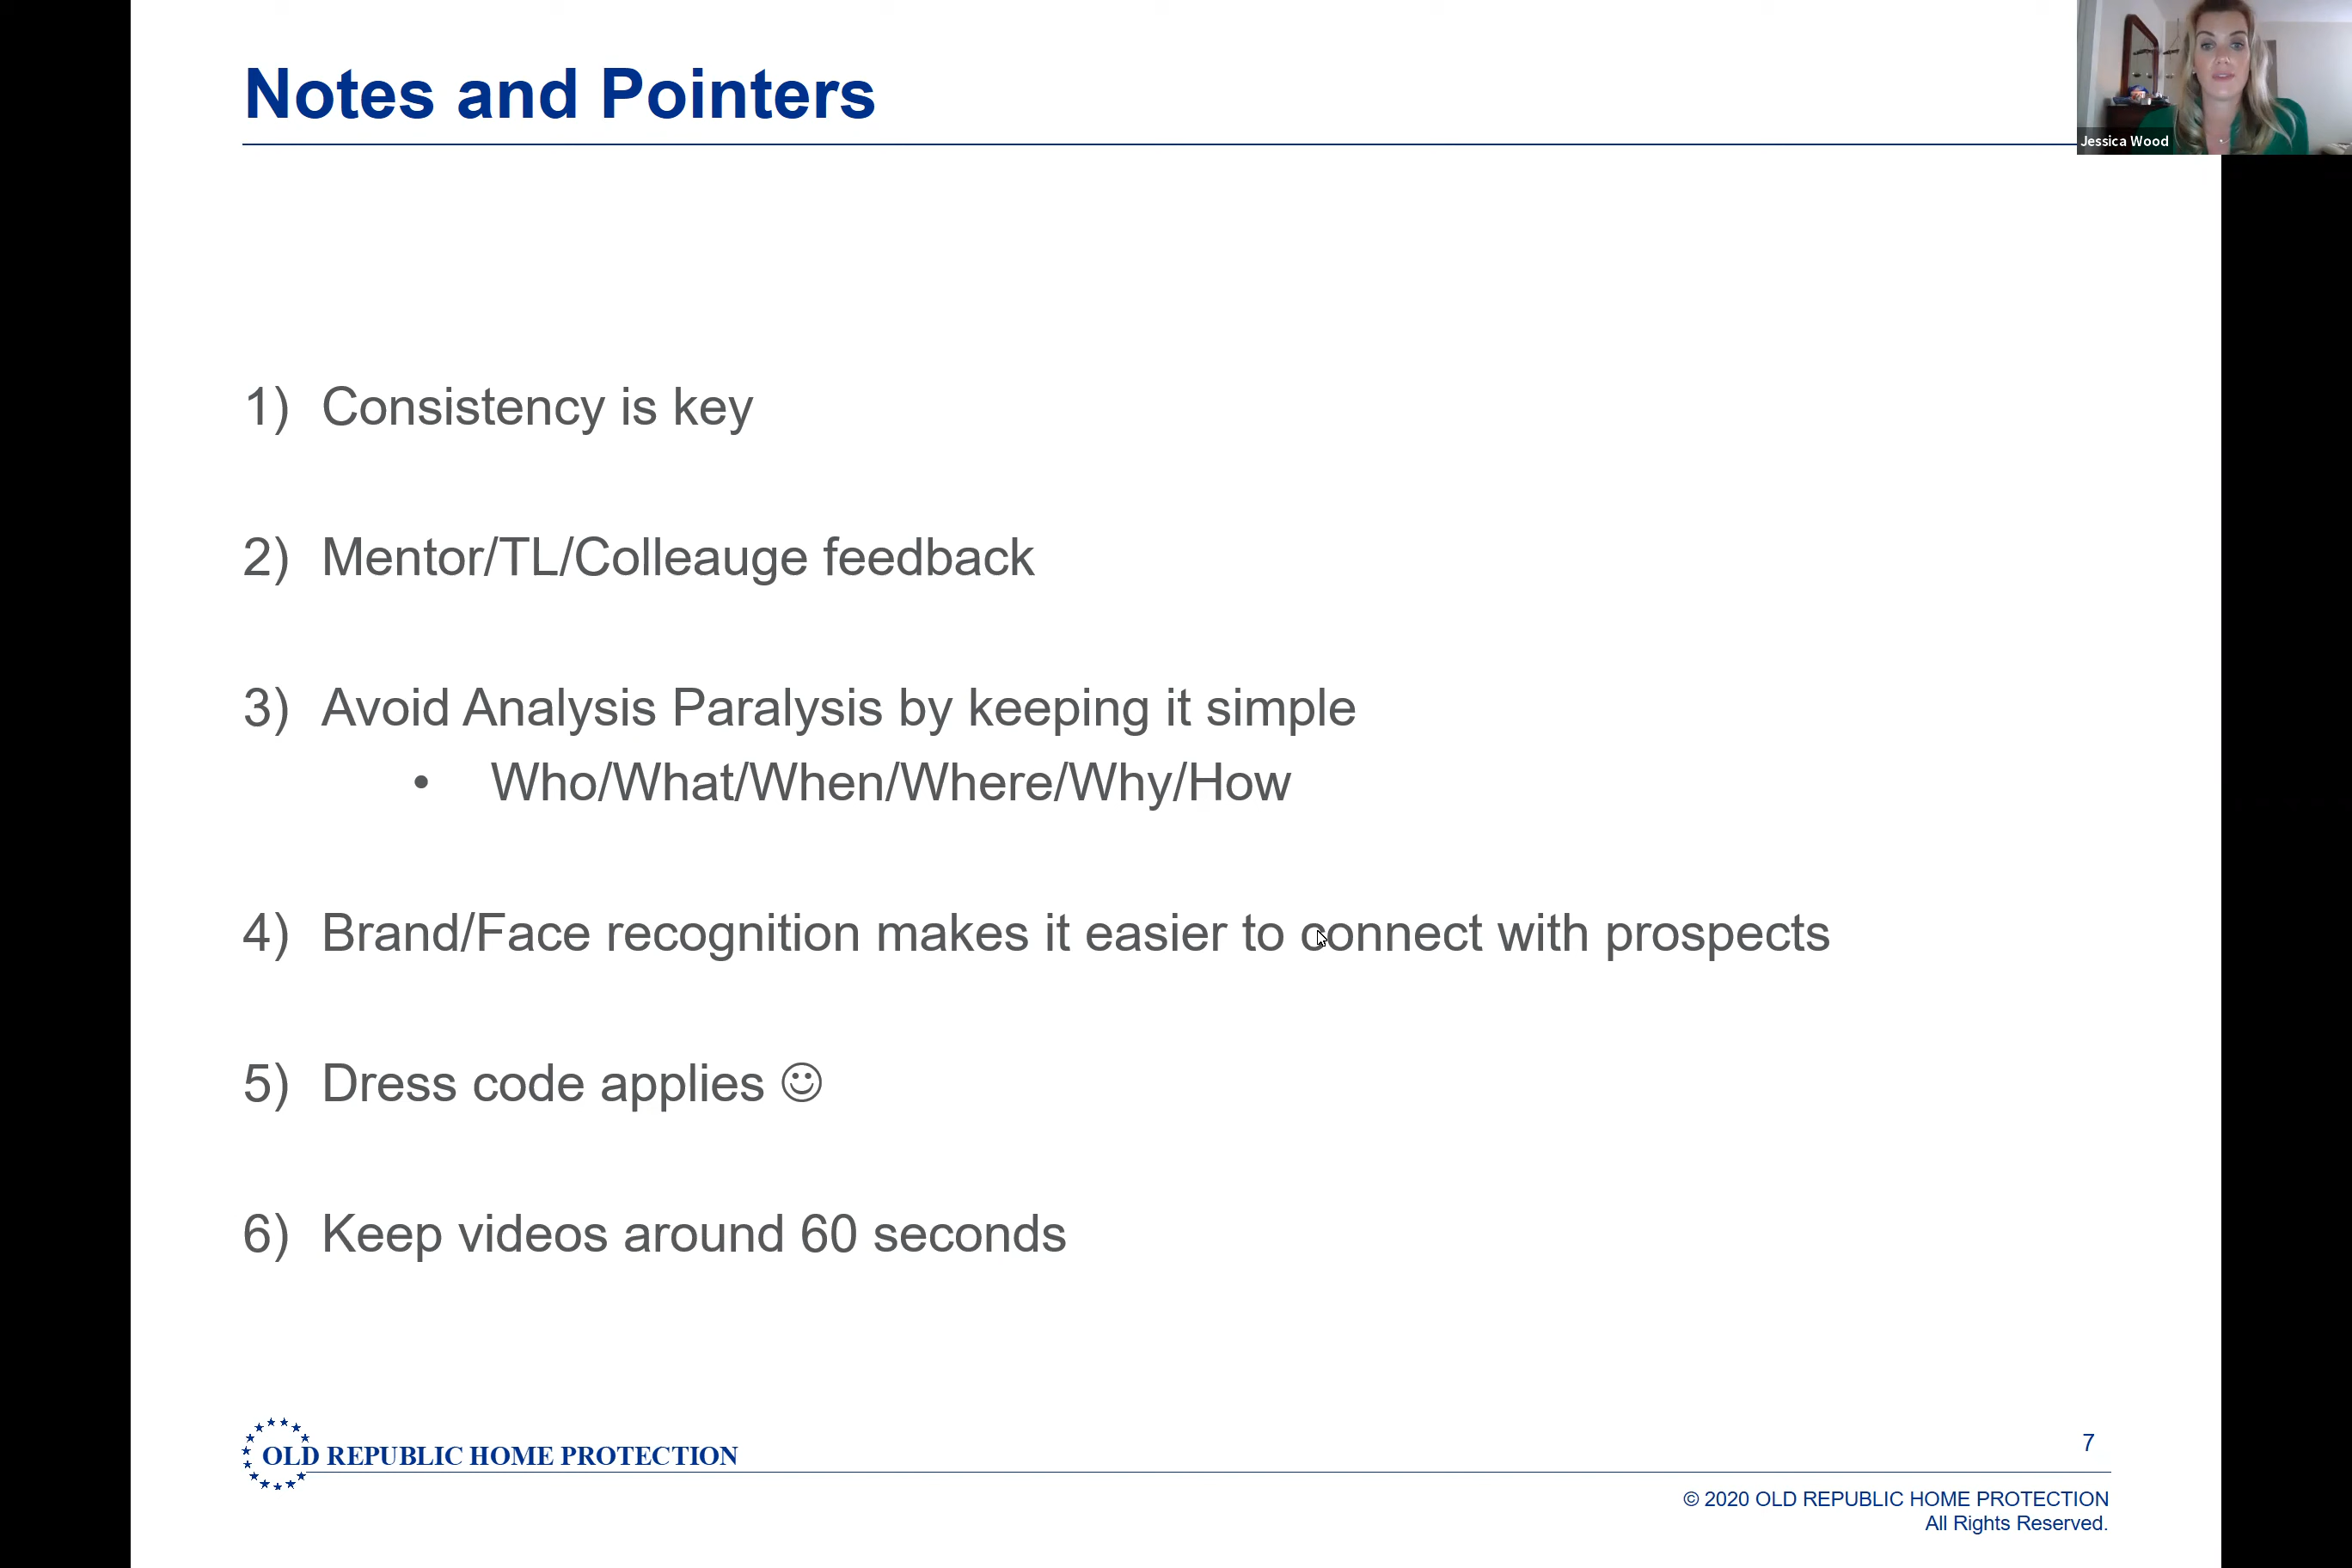 Notes and Pointers
Jessica Wood
1) Consistency is key
2) Mentor/TL/Colleauge feedback
3) Avoid Analysis Paralysis by keeping it simple
• Who/What/When/Where/Why/How
4) Brand/Face recognition makes it easier to connect with prospects
5) Dress code applies ☺
6) Keep videos around 60 seconds
OLD REPUBLIC HOME PROTECTION
7
© 2020 OLD REPUBLIC HOME PROTECTION
All Rights Reserved.